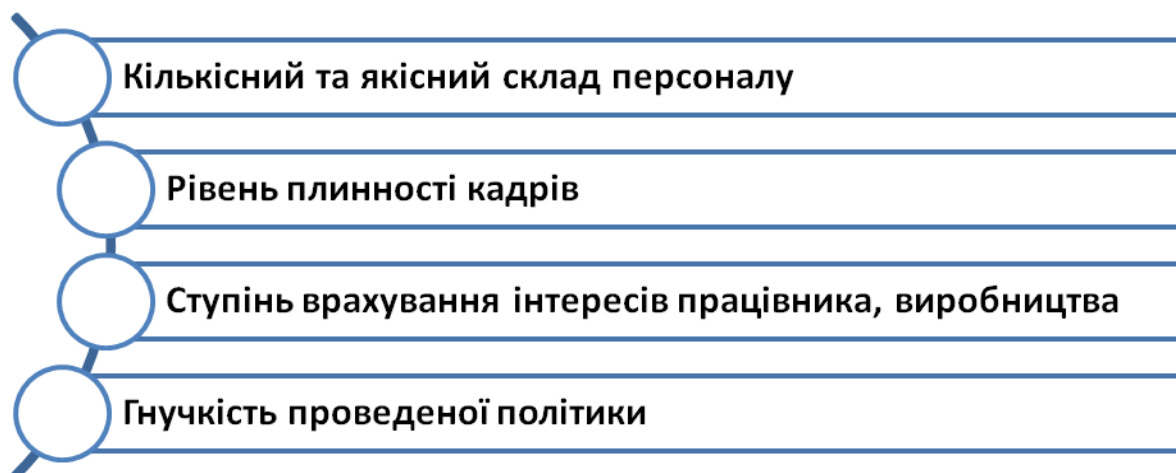 Кількісний та якісний склад персоналу
Рівень плинності кадрів
Ступінь врахування інтересів працівника, виробництва
Гнучкість проведеної політики